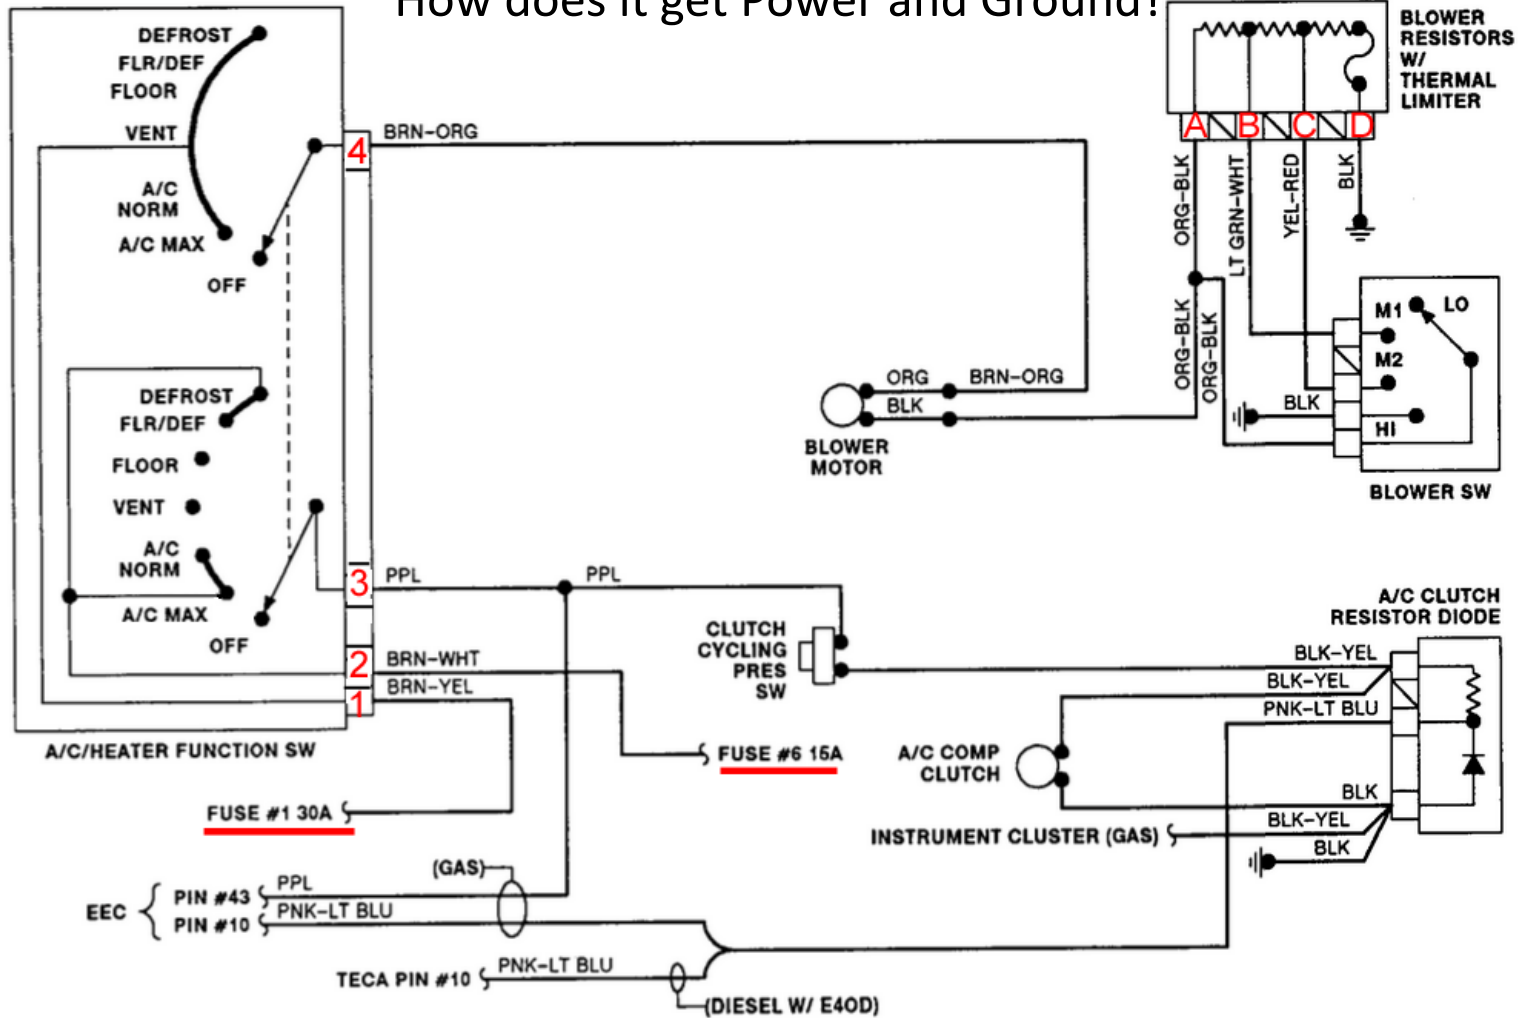 How does it get Power and Ground?
DEFROST
FLR/DEF
FLOOR
VENT
A/C
NORM
A/C MAX
OFF
4
BRN-ORG
DEFROST
FLR/DEF
FLOOR
VENT
A/C
NORM
A/C MAX
OFF
3
PPL
PPL
2
BRN-WHT
1
BRN-YEL
A/C/HEATER FUNCTION SW
FUSE #1 30A
FUSE #6 15A
BLOWER
RESISTORS
W/
THERMAL
LIMITER
A
B
C
D
ORG-BLK
LT GRN-WHT
YEL-RED
BLK
ORG-BLK
ORG-BLK
M1
LO
M2
BLK
HI
BLOWER SW
ORG
BRN-ORG
BLK
BLOWER
MOTOR
CLUTCH
CYCLING
PRES
SW
A/C CLUTCH
RESISTOR DIODE
BLK-YEL
BLK-YEL
PNK-LT BLU
A/C COMP
CLUTCH
BLK
BLK-YEL
INSTRUMENT CLUSTER (GAS)
BLK
(GAS)
EEC
PIN #43
PPL
PIN #10
PNK-LT BLU
TECA PIN #10
PNK-LT BLU
(DIESEL W/ E4OD)